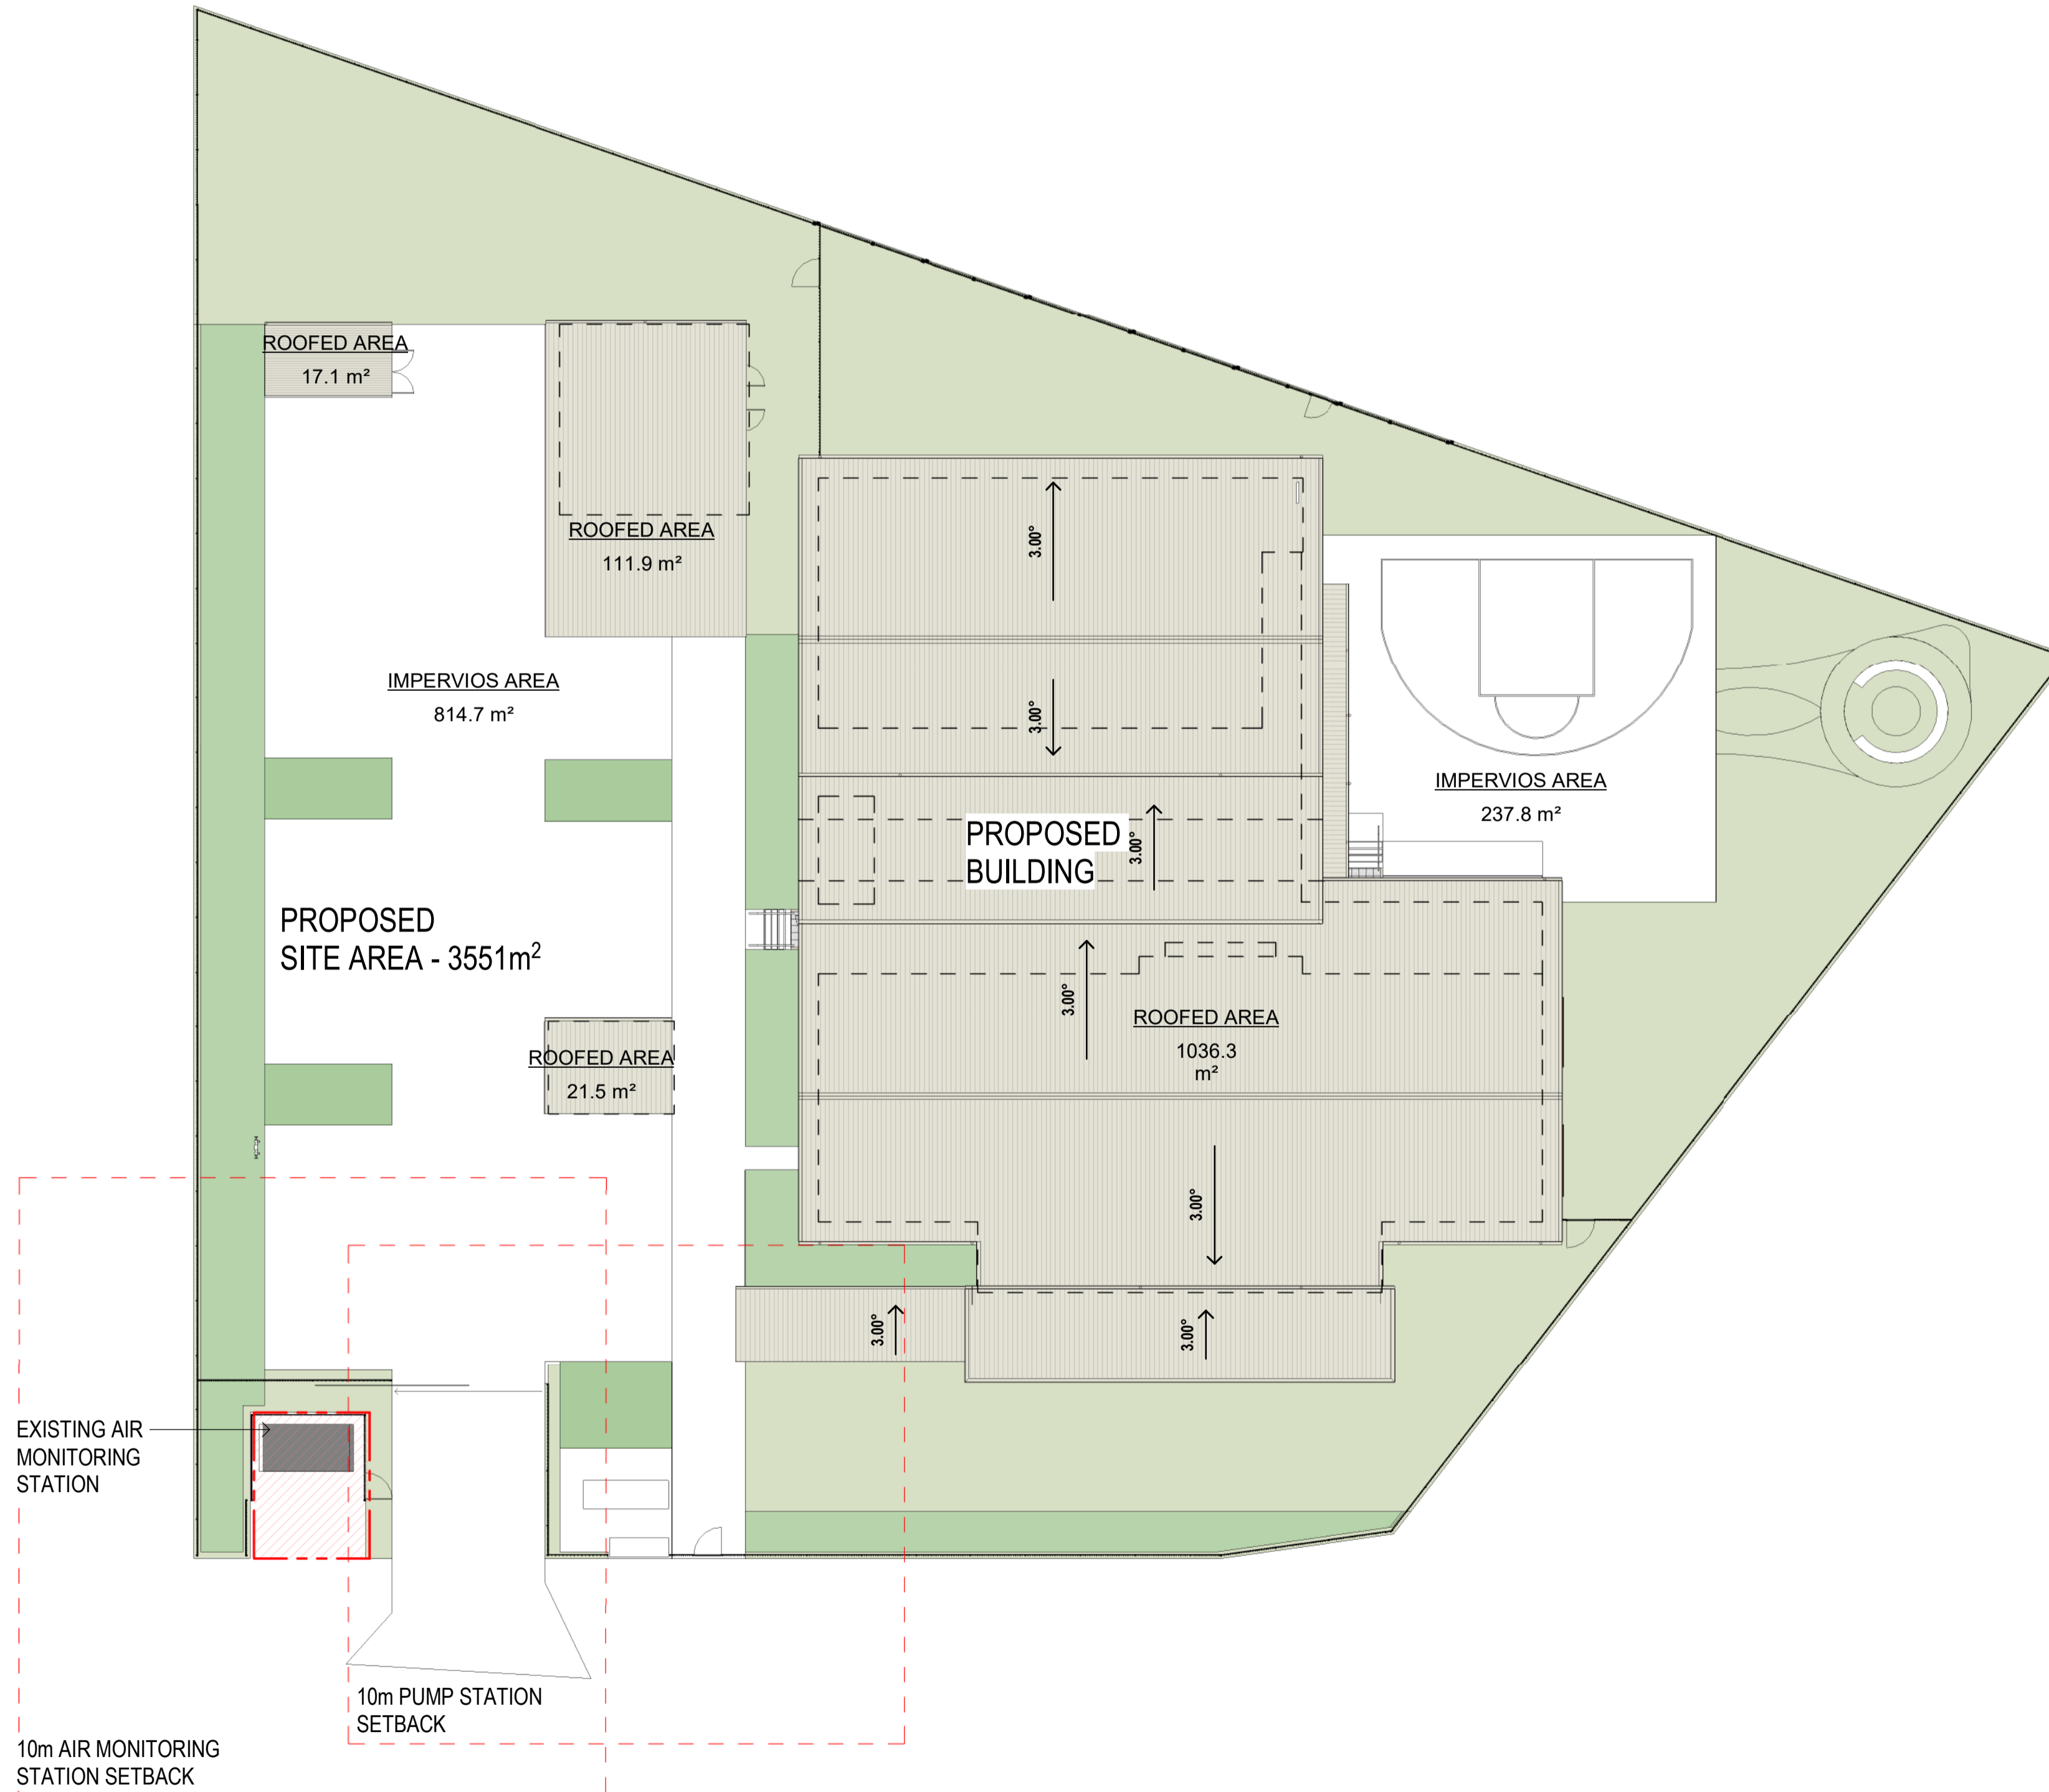 ROOFED AREA
17.1 m²
ROOFED AREA
111.9 m²
3.00°
IMPERVIOS AREA
814.7 m²
3.00°
IMPERVIOS AREA
237.8 m²
PROPOSED
BUILDING
3.00°
PROPOSED
SITE AREA - 3551m²
3.00°
ROOFED AREA
1036.3
m²
ROOFED AREA
21.5 m²
3.00°
3.00°
3.00°
EXISTING AIR
MONITORING
STATION
10m PUMP STATION
SETBACK
10m AIR MONITORING
STATION SETBACK